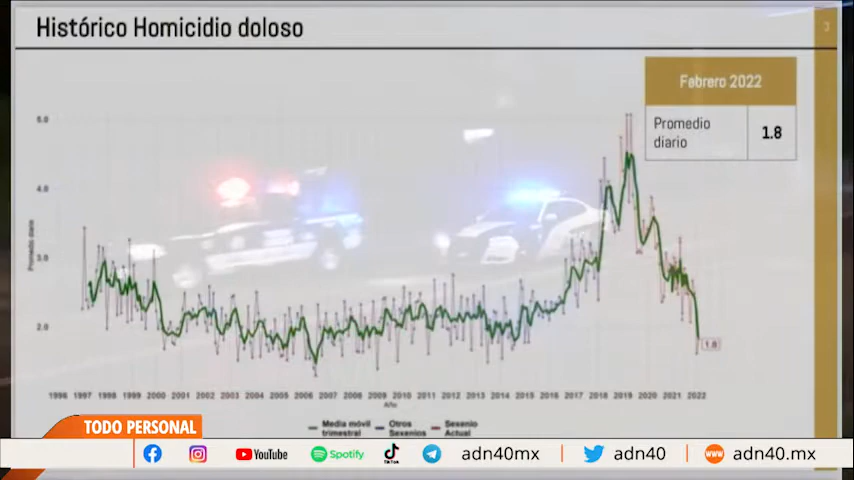 Histórico Homicidio doloso
3
Febrero 2022
Promedio diario
1.8
5.0
4.0
3.0
2.0
Promedio diario
1.8
1996 1997 1998 1999 2000 2001 2002 2003 2004 2005 2006 2007 2008 2009 2010 2011 2012 2013 2014 2015 2016 2017 2018 2019 2020 2021 2022
Año
Media móvil trimestral
Otros Sexenios
Sexenio Actual
TODO PERSONAL
YouTube
Spotify
TikTok
adn40mx
adn40
www
adn40.mx